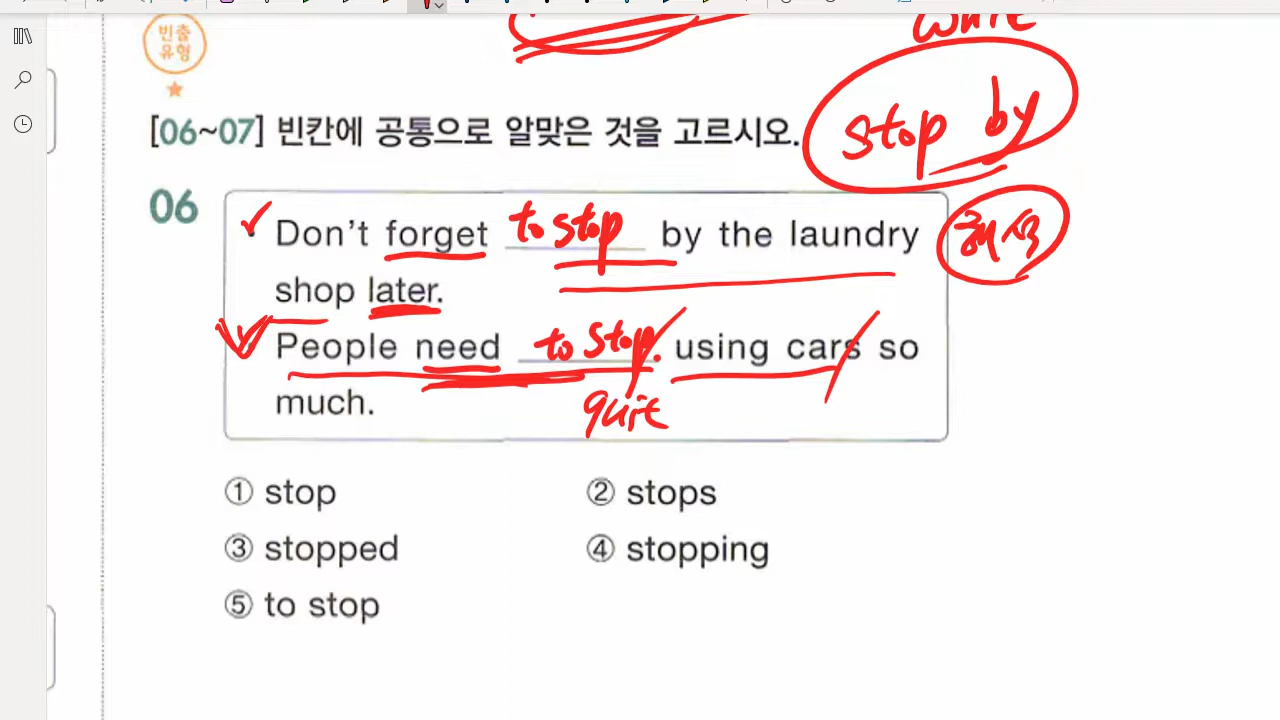 빈출
유형
[06~07] 빈칸에 공통으로 알맞은 것을 고르시오.
stop by
06
Don't forget to stop by the laundry
해석
shop later.
People need to stop. using cars so
much.
quit
① stop
② stops
③ stopped
④ stopping
⑤ to stop